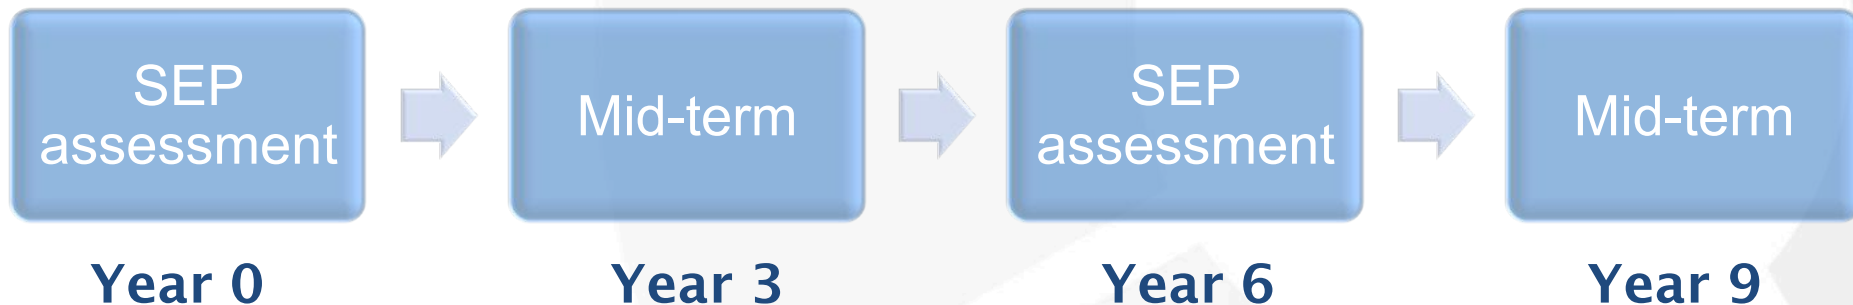 SEP
assessment
Mid-term
SEP
assessment
Mid-term
Year 0
Year 3
Year 6
Year 9